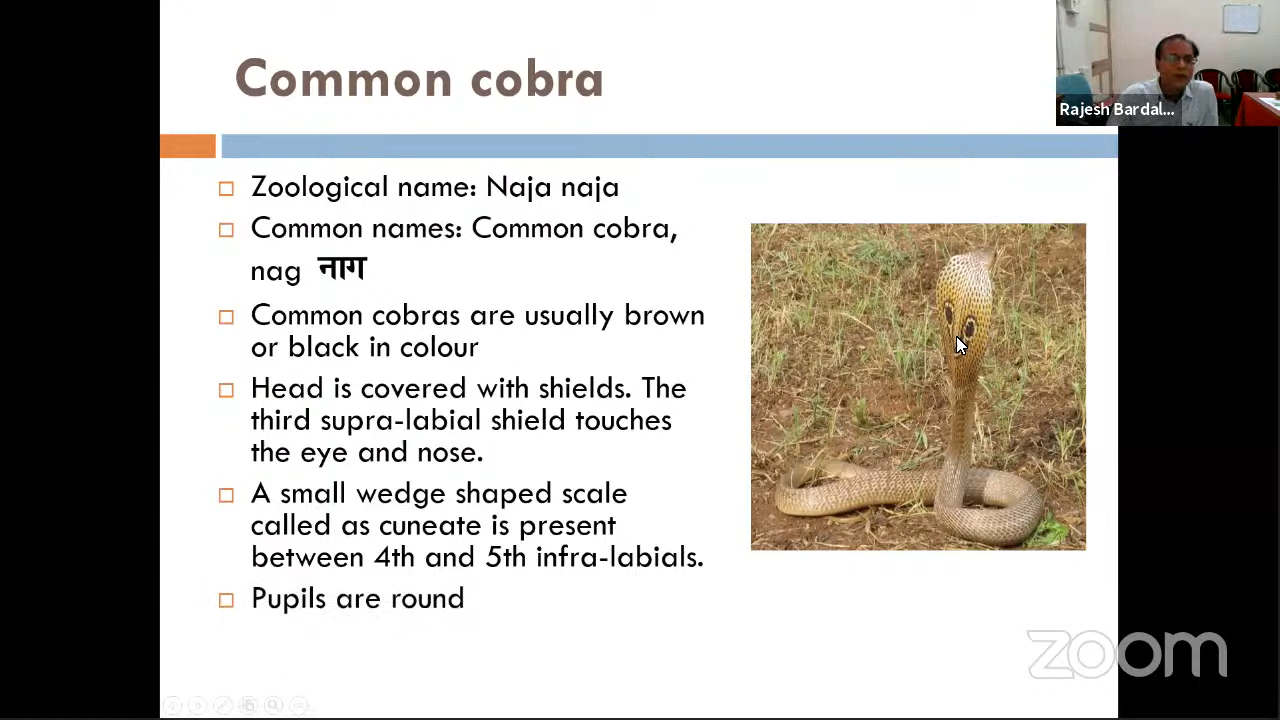 Common cobra
Rajesh Bardal...
Zoological name: Naja naja
Common names: Common cobra,
nag नाग
Common cobras are usually brown
or black in colour
Head is covered with shields. The
third supra-labial shield touches
the eye and nose.
A small wedge shaped scale
called as cuneate is present
between 4th and 5th infra-labials.
Pupils are round
zoom